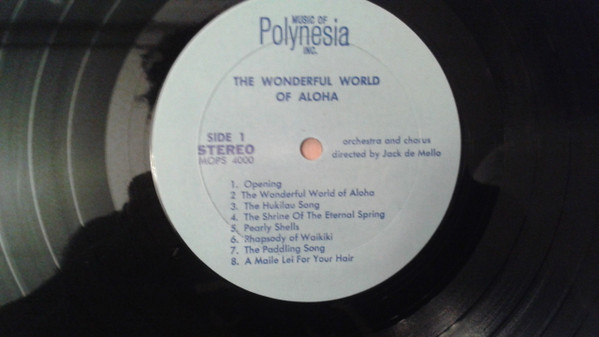 MUSIC OF
Polynesia
INC.
THE WONDERFUL WORLD
OF ALOHA
SIDE 1
STEREO
MOPS 4000
orchestra and chorus
directed by Jack de Mello
1. Opening
2 The Wonderful World of Aloha
3. The Hukilau Song
4. The Shrine Of The Eternal Spring
5. Pearly Shells
6. Rhapsody of Waikiki
7. The Paddling Song
8. A Maile Lei For Your Hair